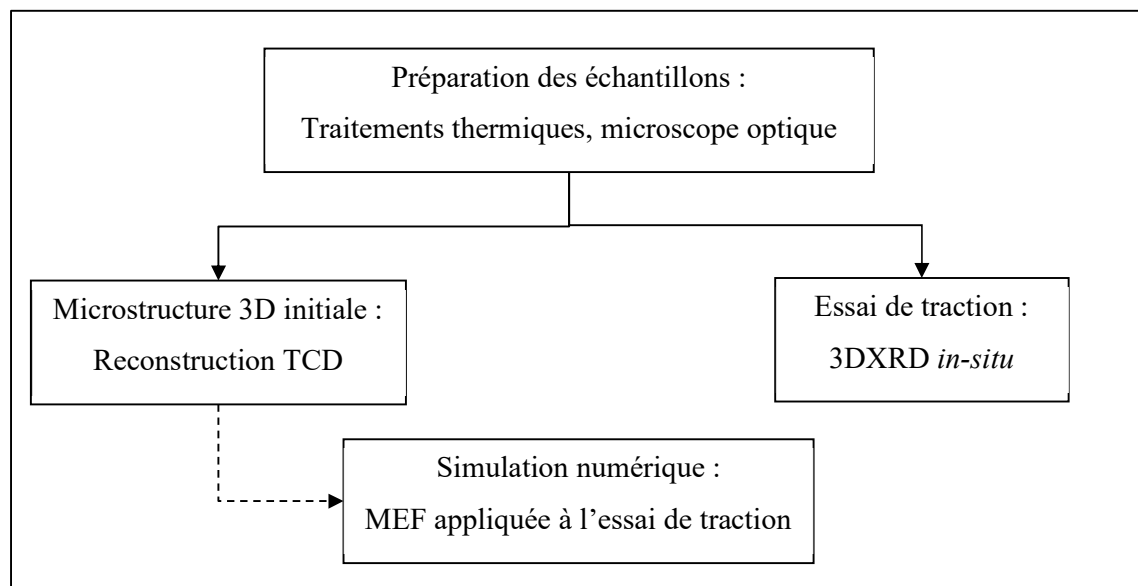 Préparation des échantillons :
Traitements thermiques, microscope optique
Microstructure 3D initiale :
Reconstruction TCD
Essai de traction :
3DXRD in-situ
Simulation numérique :
MEF appliquée à l’essai de traction